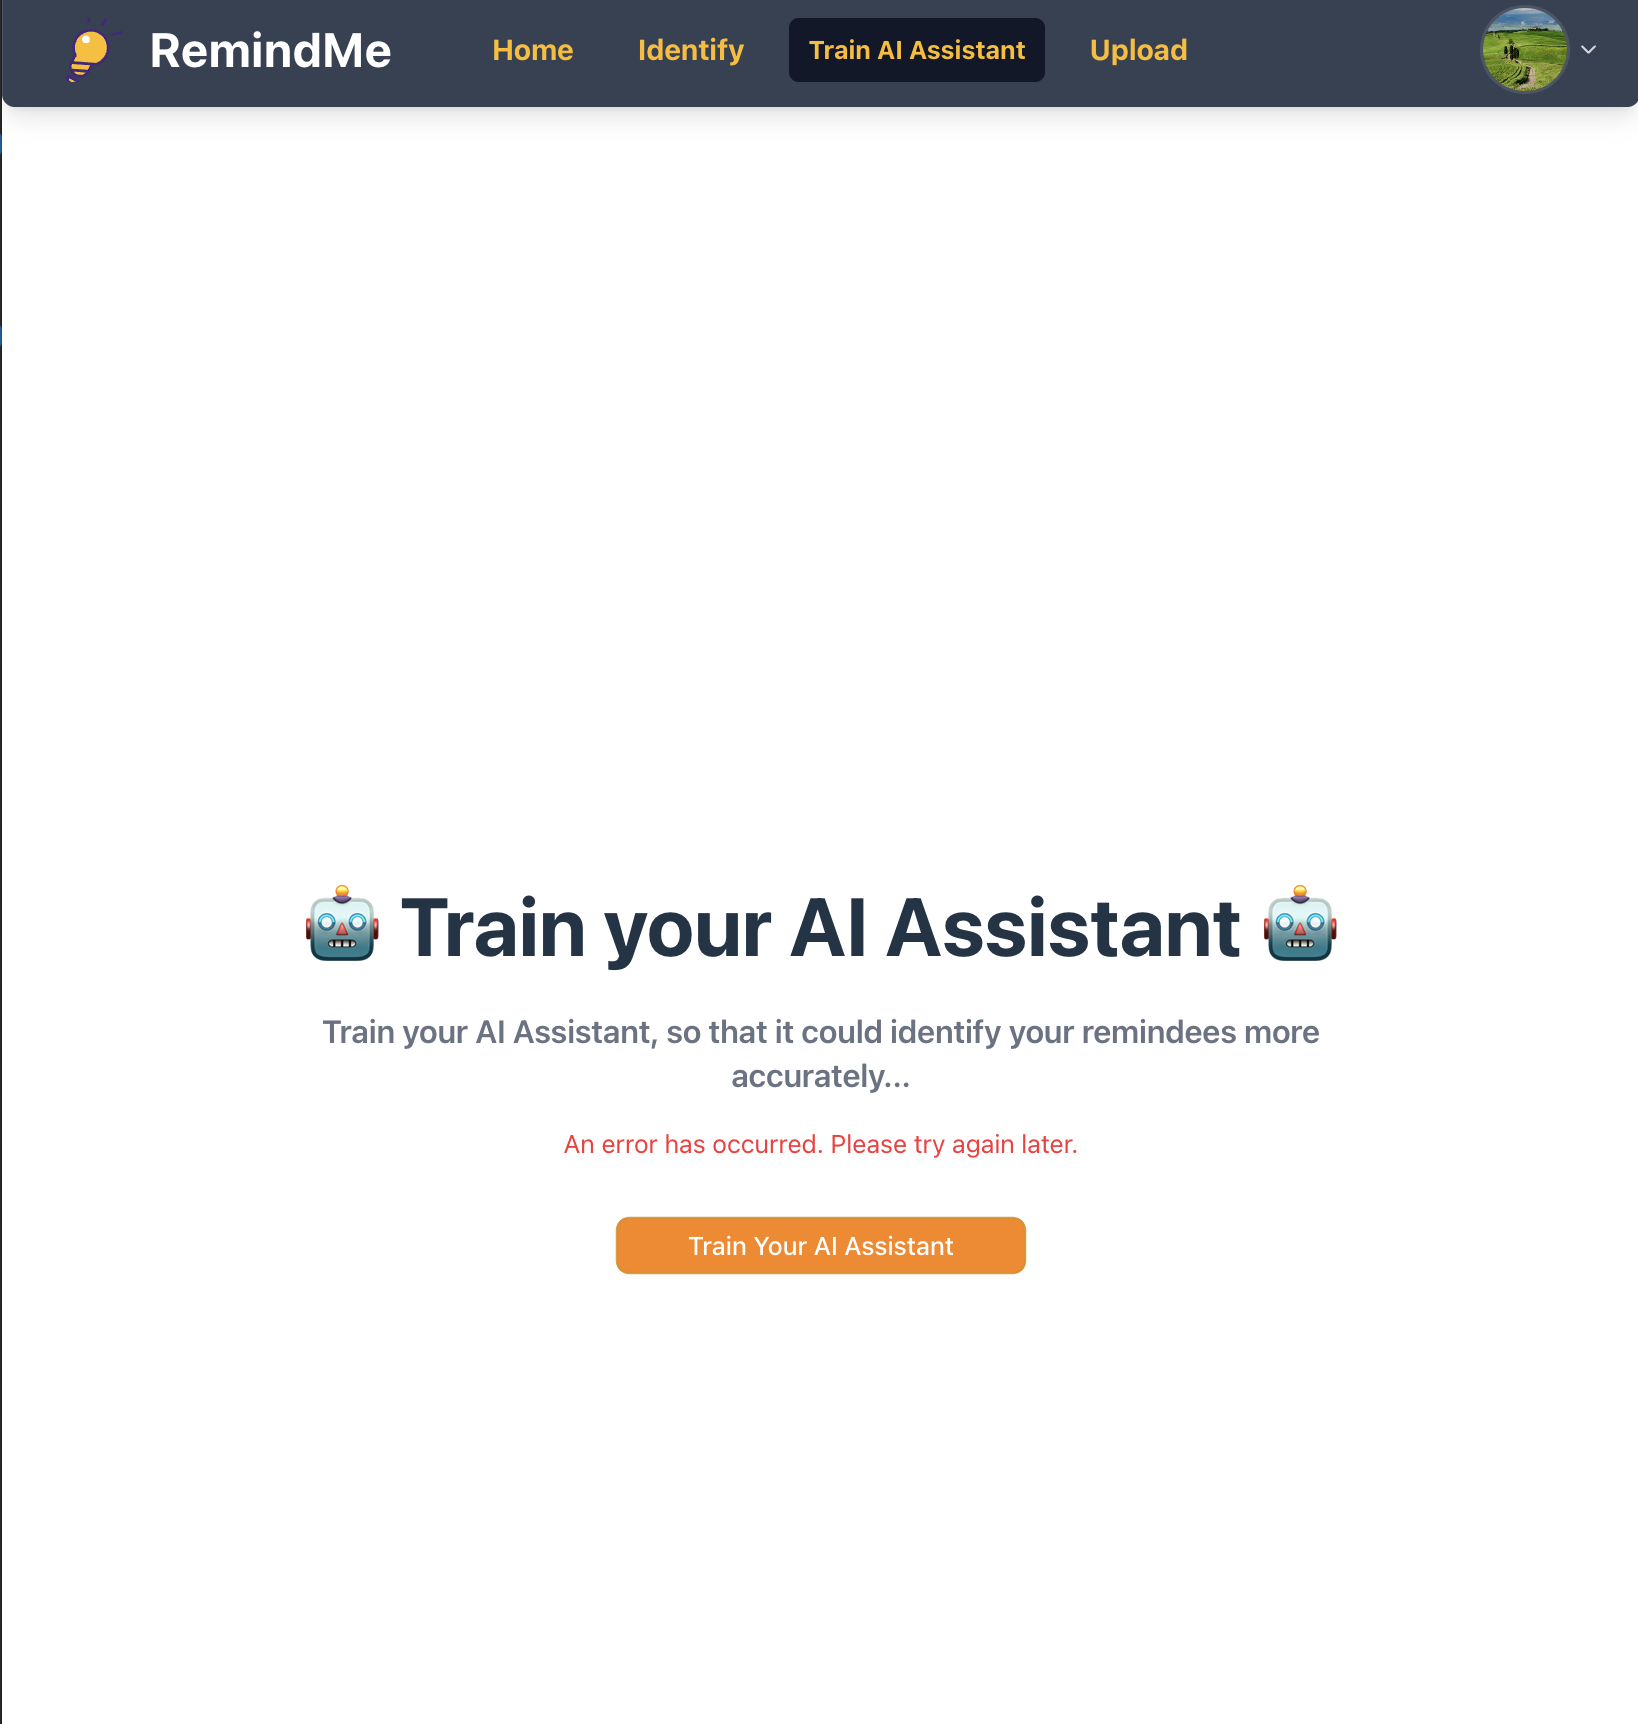 RemindMe
Home
Identify
Train AI Assistant
Upload
🤖 Train your AI Assistant 🤖
Train your AI Assistant, so that it could identify your remindees more
accurately...
An error has occurred. Please try again later.
Train Your AI Assistant